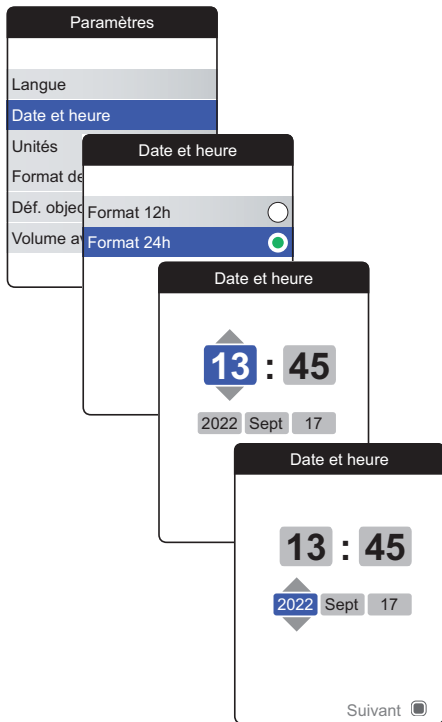 Paramètres
Langue
Date et heure
Unités
Format de
Déf. objec
Volume a
Date et heure
Format 12h
Format 24h
Date et heure
13 : 45
2022 Sept 17
Date et heure
13 : 45
2022 Sept 17
Suivant